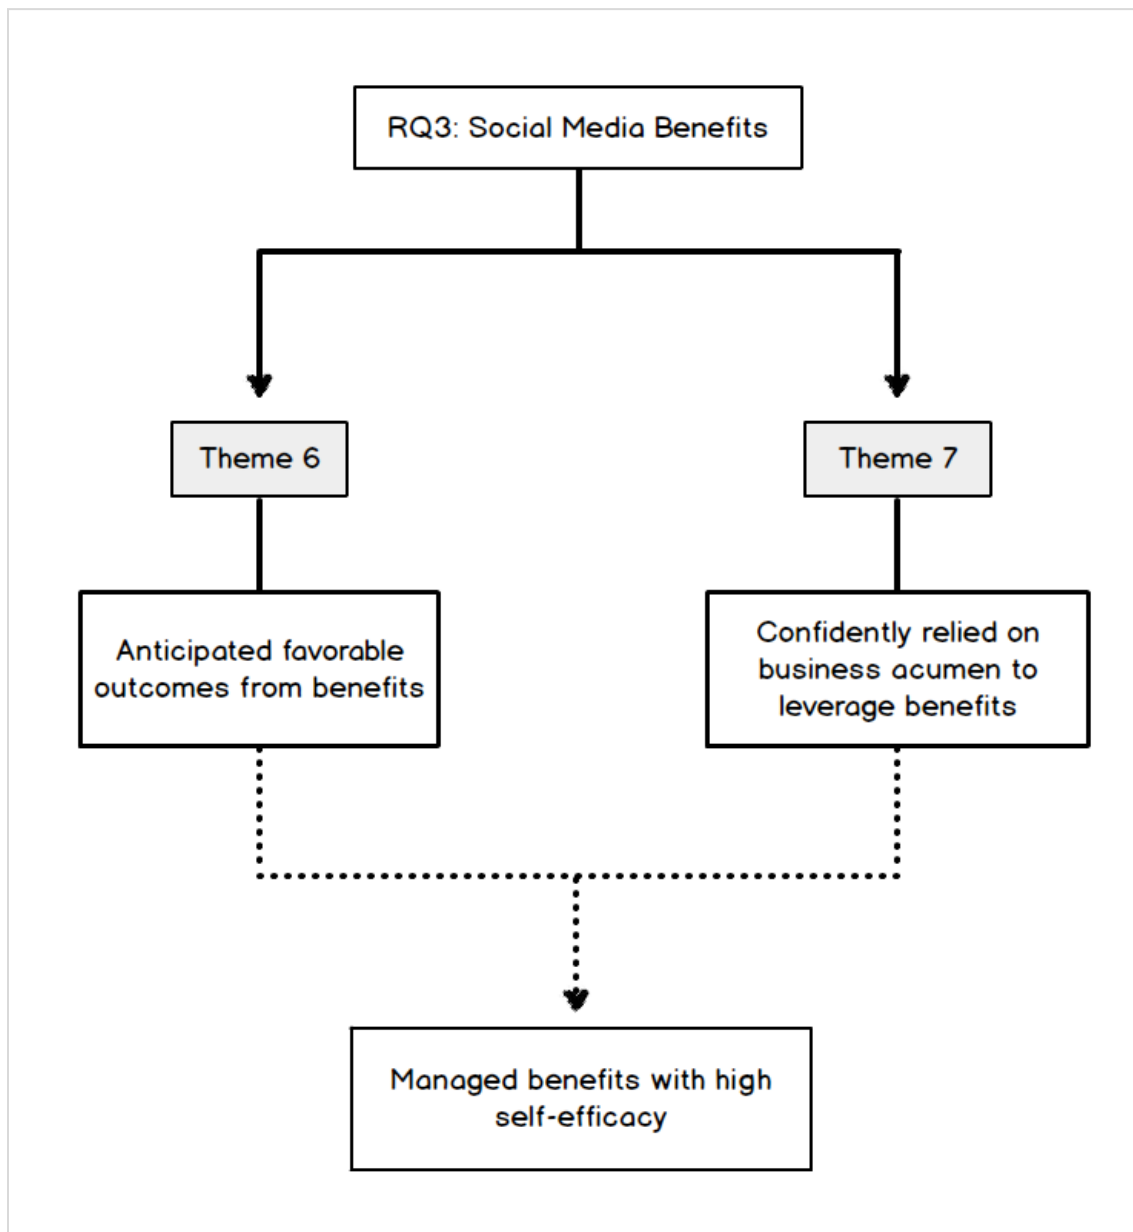 RQ3: Social Media Benefits
Theme 6
Theme 7
Anticipated favorable
outcomes from benefits
Confidently relied on
business acumen to
leverage benefits
Managed benefits with high
self-efficacy